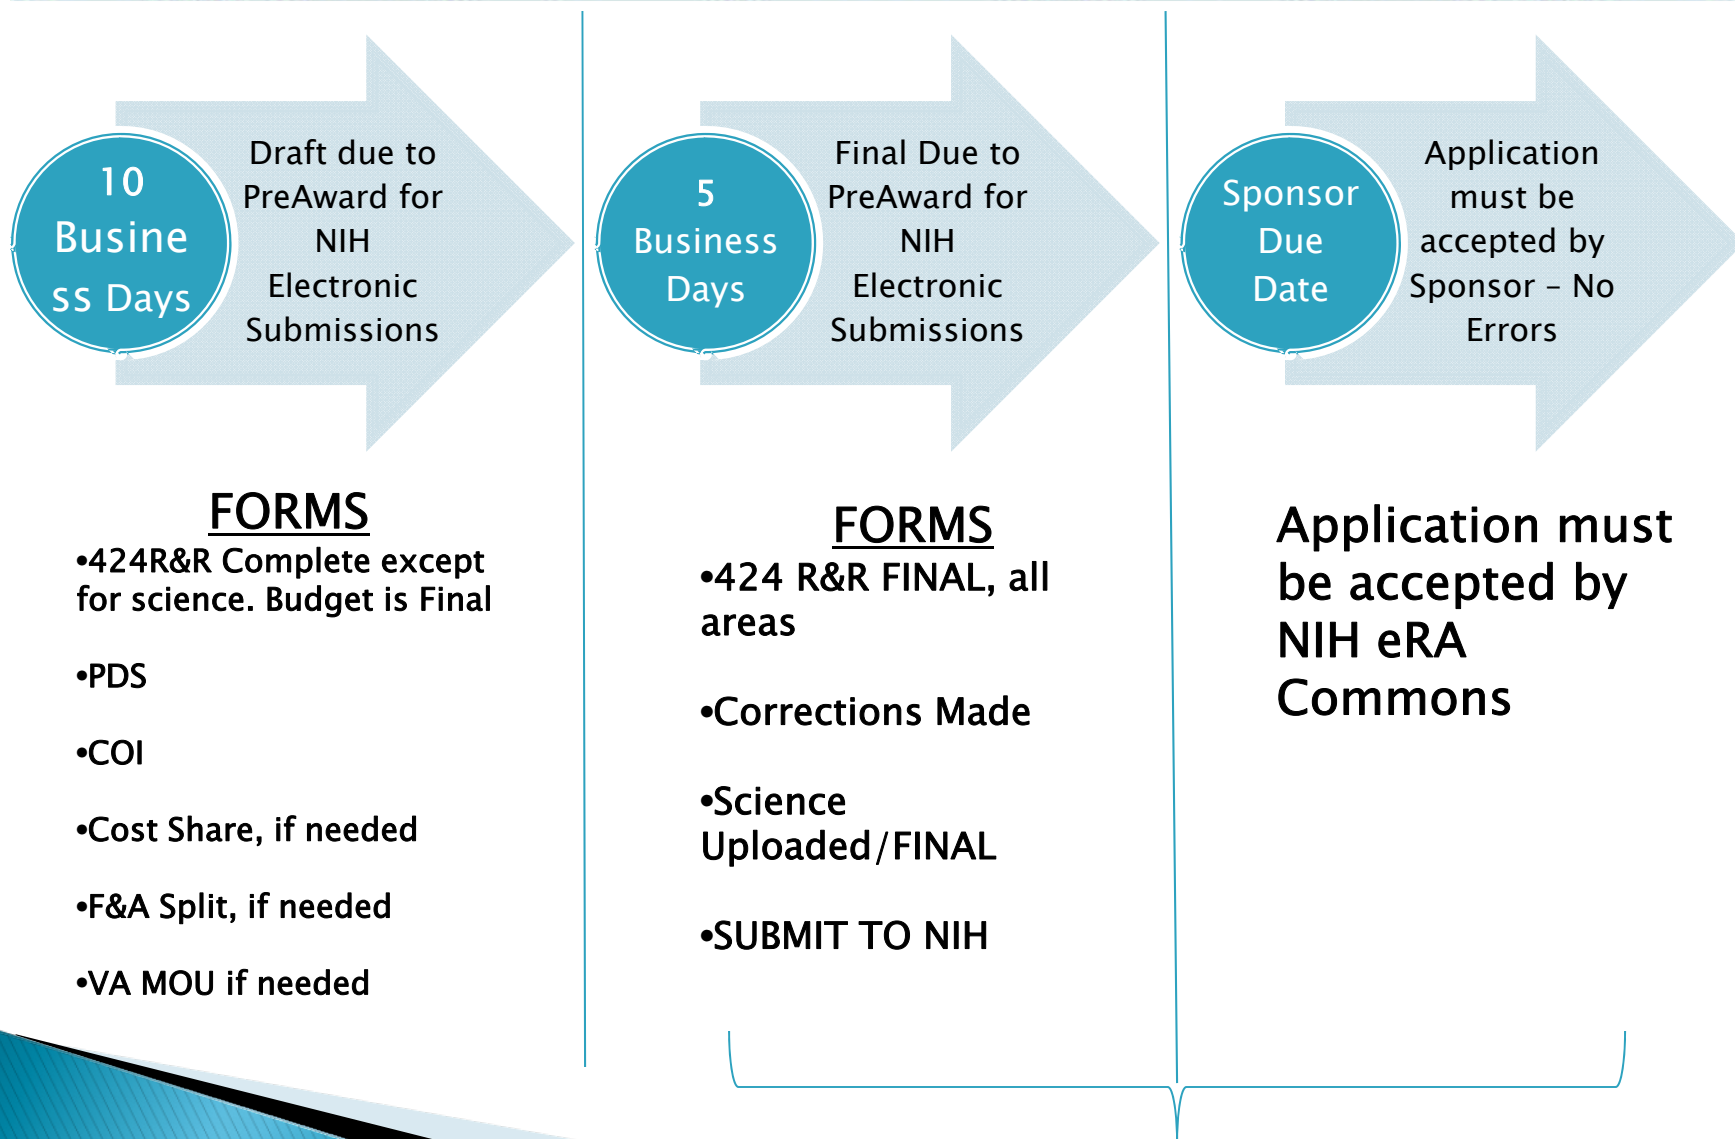 10
Busine
ss Days
Draft due to
PreAward for
NIH
Electronic
Submissions
5
Business
Days
Final Due to
PreAward for
NIH
Electronic
Submissions
Sponsor
Due
Date
Application
must be
accepted by
Sponsor – No
Errors
FORMS
•424R&R Complete except
for science. Budget is Final
•PDS
•COI
•Cost Share, if needed
•F&A Split, if needed
•VA MOU if needed
FORMS
•424 R&R FINAL, all
areas
•Corrections Made
•Science
Uploaded/FINAL
•SUBMIT TO NIH
Application must
be accepted by
NIH eRA
Commons